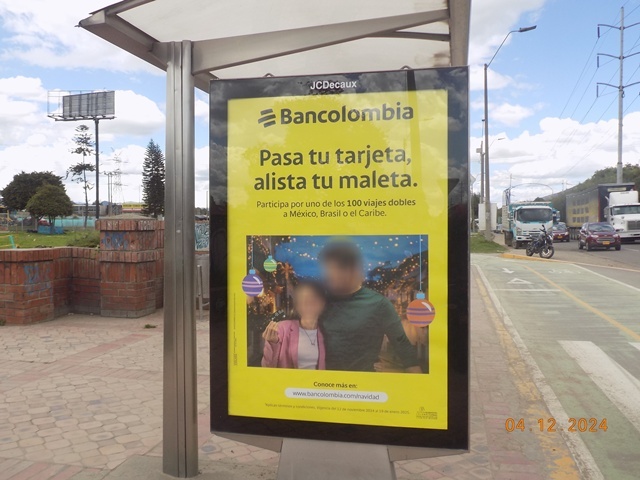 JCDecaux
Bancolombia
Pasa tu tarjeta,
alista tu maleta.
Participa por uno de los 100 viajes dobles
a México, Brasil o el Caribe.
Conoce más en:
www.bancolombia.com/navidad
04.12.2024